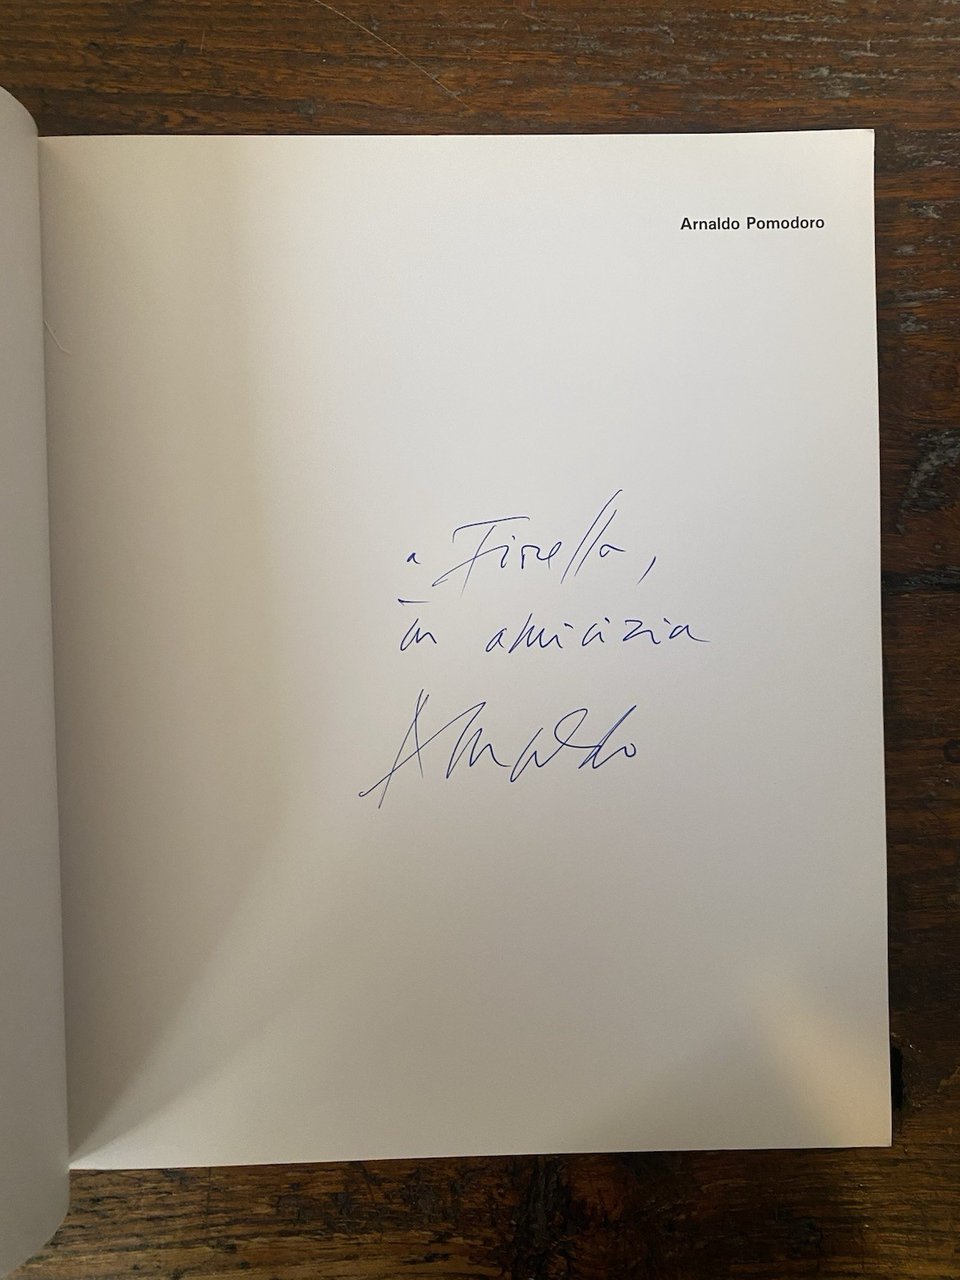 Arnaldo Pomodoro
a Fiorella,
in amicizia
Arnaldo